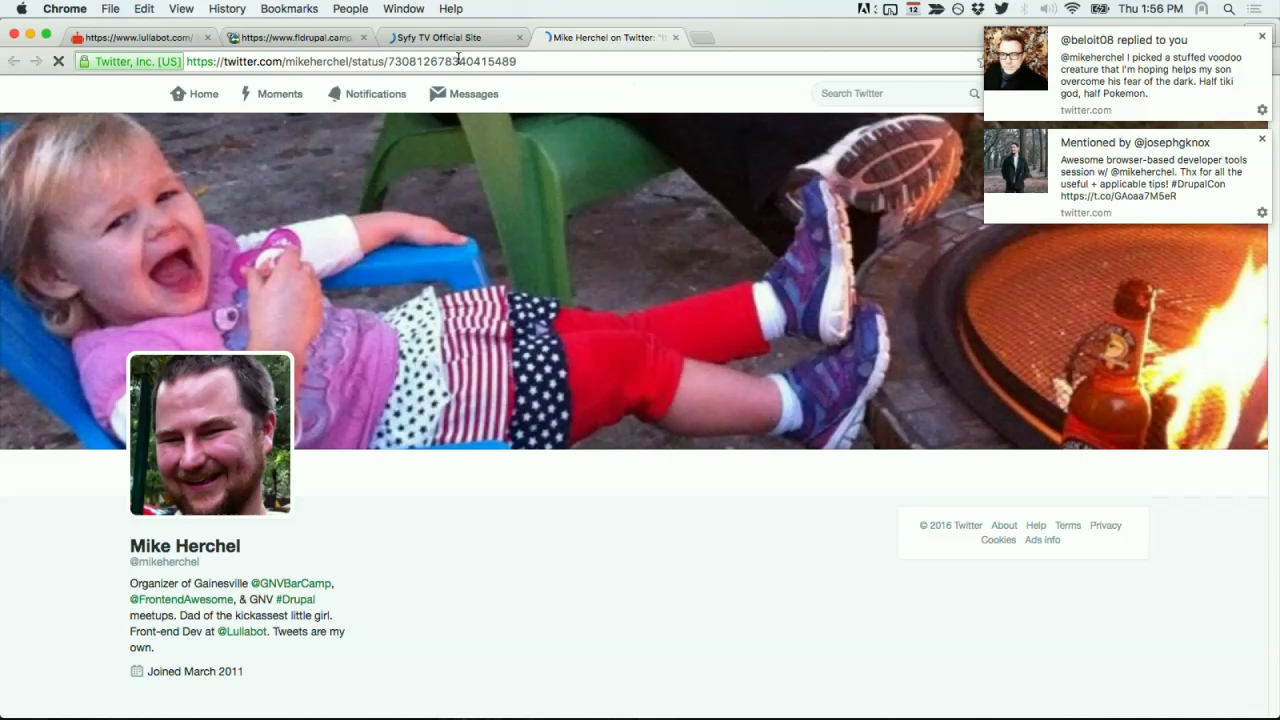 Chrome File Edit View History Bookmarks People Window Help
12
Thu 1:56 PM
https://www.lullabot.com/
https://www.fldrupal.camp
Syfy TV Official Site
Mike Herchel on Twitter: "
Twitter, Inc. [US]
https://twitter.com/mikeherchel/status/730812678340415489
Home
Moments
Notifications
Messages
Search Twitter
@beloit08 replied to you
@mikeherchel I picked a stuffed voodoo
creature that I'm hoping helps my son
overcome his fear of the dark. Half tiki
god, half Pokemon.
twitter.com
Mentioned by @josephgknox
Awesome browser-based developer tools
session w/ @mikeherchel. Thx for all the
useful + applicable tips! #DrupalCon
https://t.co/GAoaa7M5eR
twitter.com
Mike Herchel
@mikeherchel
Organizer of Gainesville @GNVBarCamp,
@FrontendAwesome, & GNV #Drupal
meetups. Dad of the kickassest little girl.
Front-end Dev at @Lullabot. Tweets are my
own.
Joined March 2011
© 2016 Twitter About Help Terms Privacy
Cookies Ads info